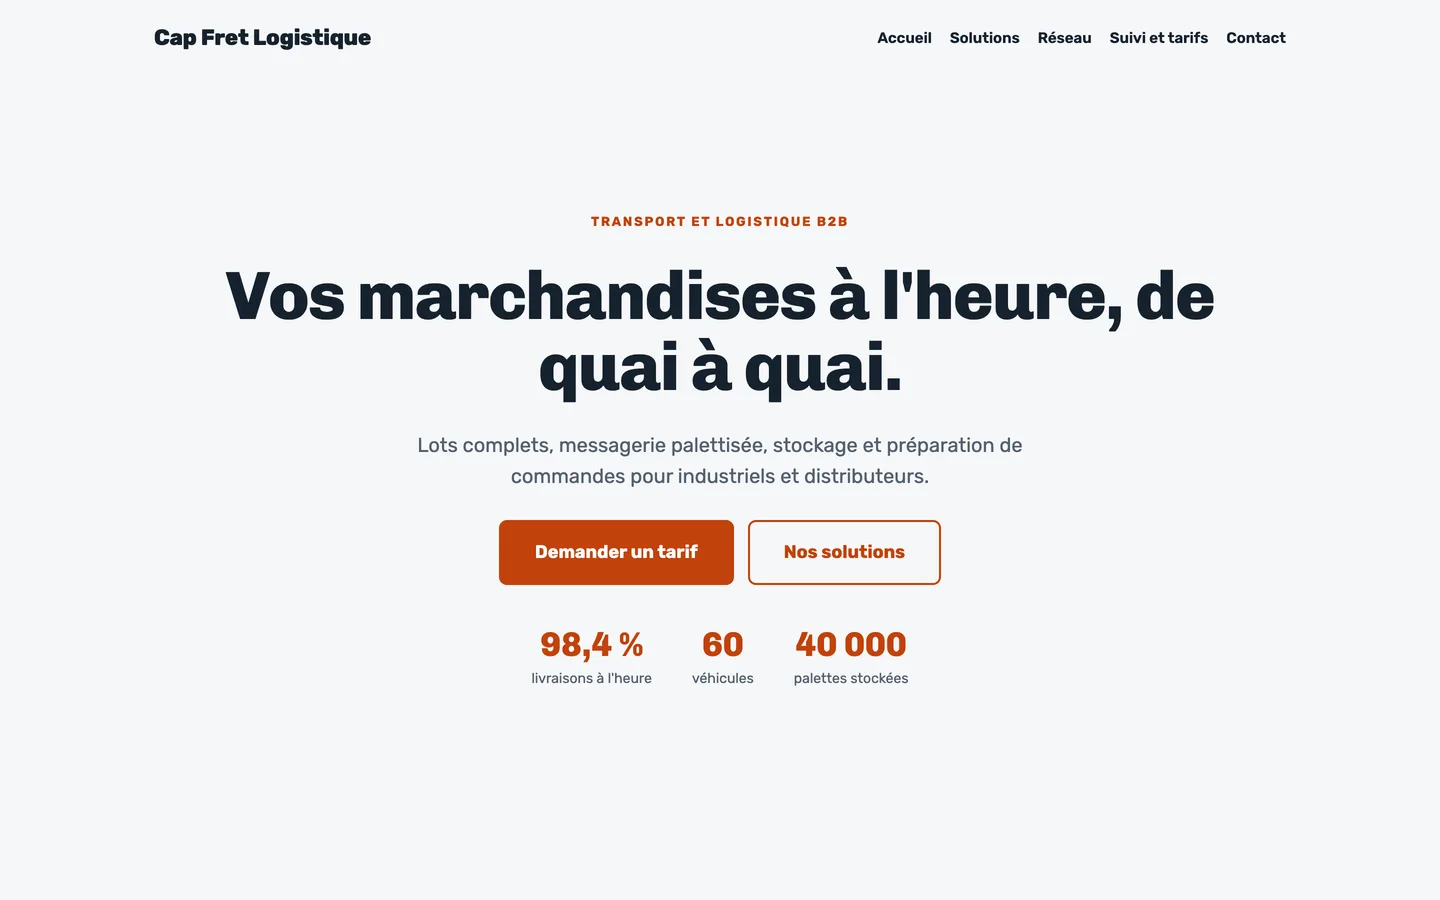 Cap Fret Logistique
Accueil Solutions Réseau Suivi et tarifs Contact
TRANSPORT ET LOGISTIQUE B2B
Vos marchandises à l'heure, de
quai à quai.
Lots complets, messagerie palettisée, stockage et préparation de
commandes pour industriels et distributeurs.
Demander un tarif Nos solutions
98,4 % 60 40 000
livraisons à l'heure véhicules palettes stockées